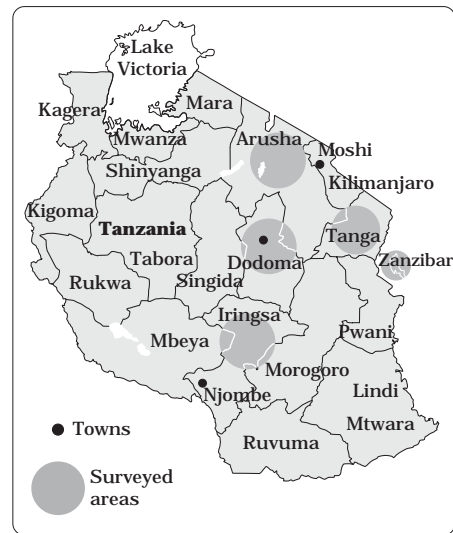 Lake
Victoria
Kagera
Mara
Mwanza
Arusha
Moshi
Shinyanga
Kilimanjaro
Kigoma
Tanzania
Tanga
Tabora
Dodoma
Zanzibar
Rukwa
Singida
Iringsa
Mbeya
Pwani
Morogoro
Njombe
Lindi
Mtwara
Ruvuma
Towns
Surveyed
areas